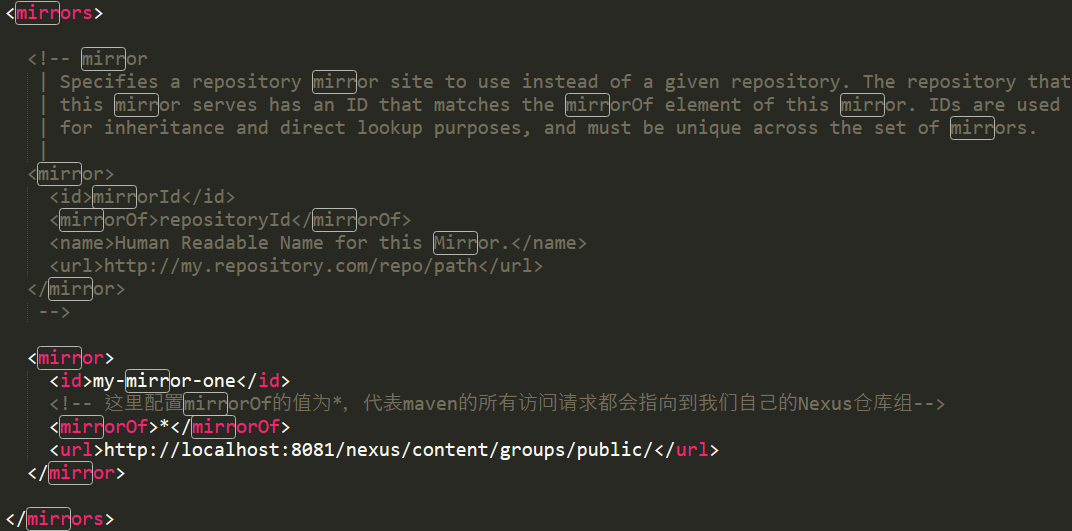 <mirrors>
<!-- mirror
| Specifies a repository mirror site to use instead of a given repository. The repository that
| this mirror serves has an ID that matches the mirrorOf element of this mirror. IDs are used
| for inheritance and direct lookup purposes, and must be unique across the set of mirrors.
|
<mirror>
<id>mirrorId</id>
<mirrorOf>repositoryId</mirrorOf>
<name>Human Readable Name for this Mirror.</name>
<url>http://my.repository.com/repo/path</url>
</mirror>
-->
<mirror>
<id>my-mirror-one</id>
<!-- 这里配置mirrorOf的值为*，代表maven的所有访问请求都会指向到我们自己的Nexus仓库组-->
<mirrorOf>*</mirrorOf>
<url>http://localhost:8081/nexus/content/groups/public/</url>
</mirror>
</mirrors>